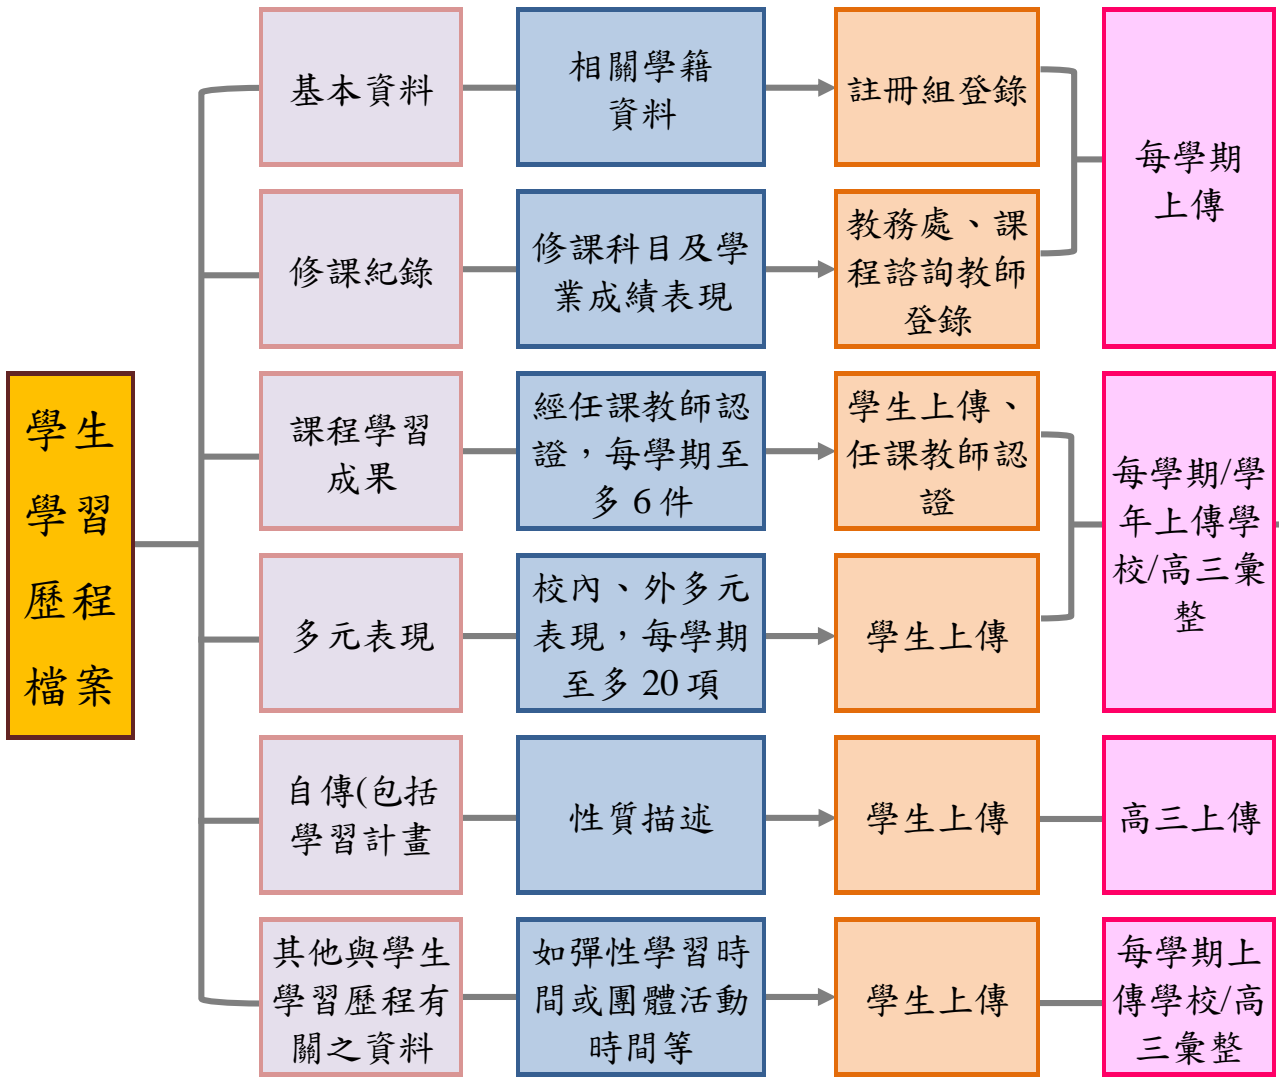 學生
學習
歷程
檔案
基本資料
相關學籍
資料
註冊組登錄
每學期
上傳
修課紀錄
修課科目及學
業成績表現
教務處、課
程諮詢教師
登錄
課程學習
成果
經任課教師認
證，每學期至
多 6 件
學生上傳、
任課教師認
證
每學期/學
年上傳學
校/高三彙
整
多元表現
校內、外多元
表現，每學期
至多 20 項
學生上傳
自傳(包括
學習計畫
性質描述
學生上傳
高三上傳
其他與學生
學習歷程有
關之資料
如彈性學習時
間或團體活動
時間等
學生上傳
每學期上
傳學校/高
三彙整